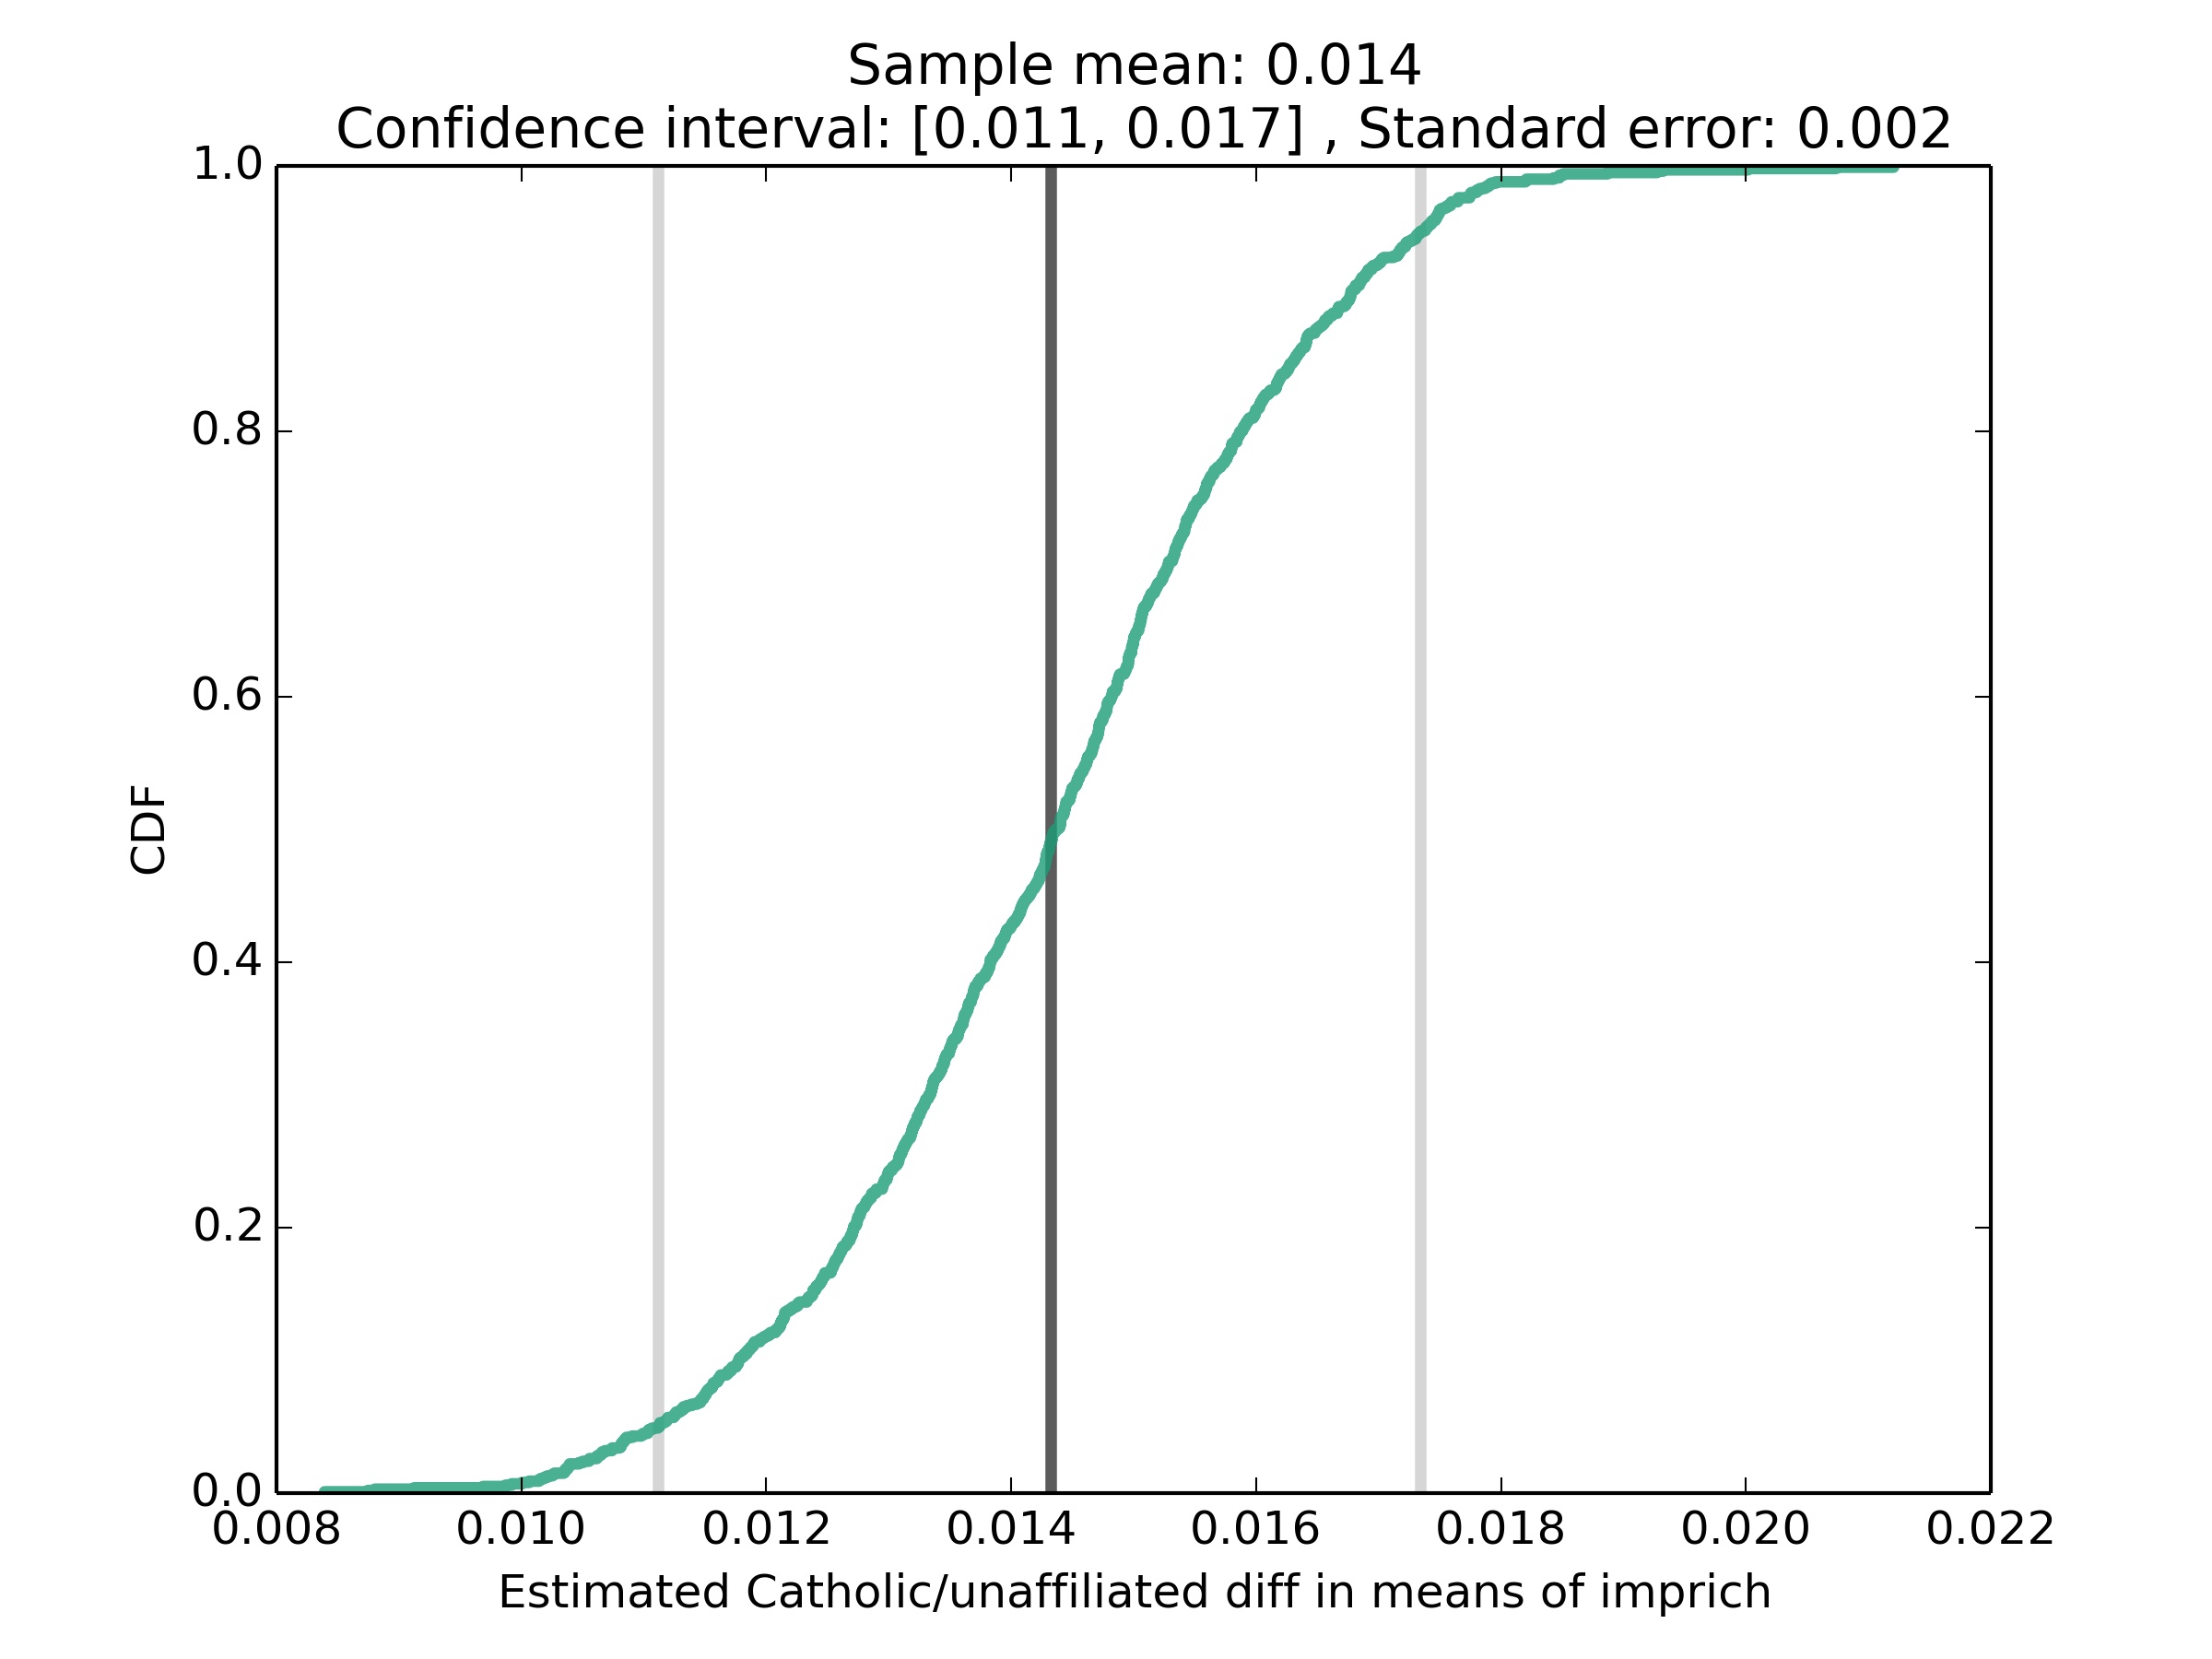 Sample mean: 0.014
Confidence interval: [0.011, 0.017] , Standard error: 0.002
1.0
0.8
0.6
0.4
0.2
0.0
CDF
0.008 0.010 0.012 0.014 0.016 0.018 0.020 0.022
Estimated Catholic/unaffiliated diff in means of imprich